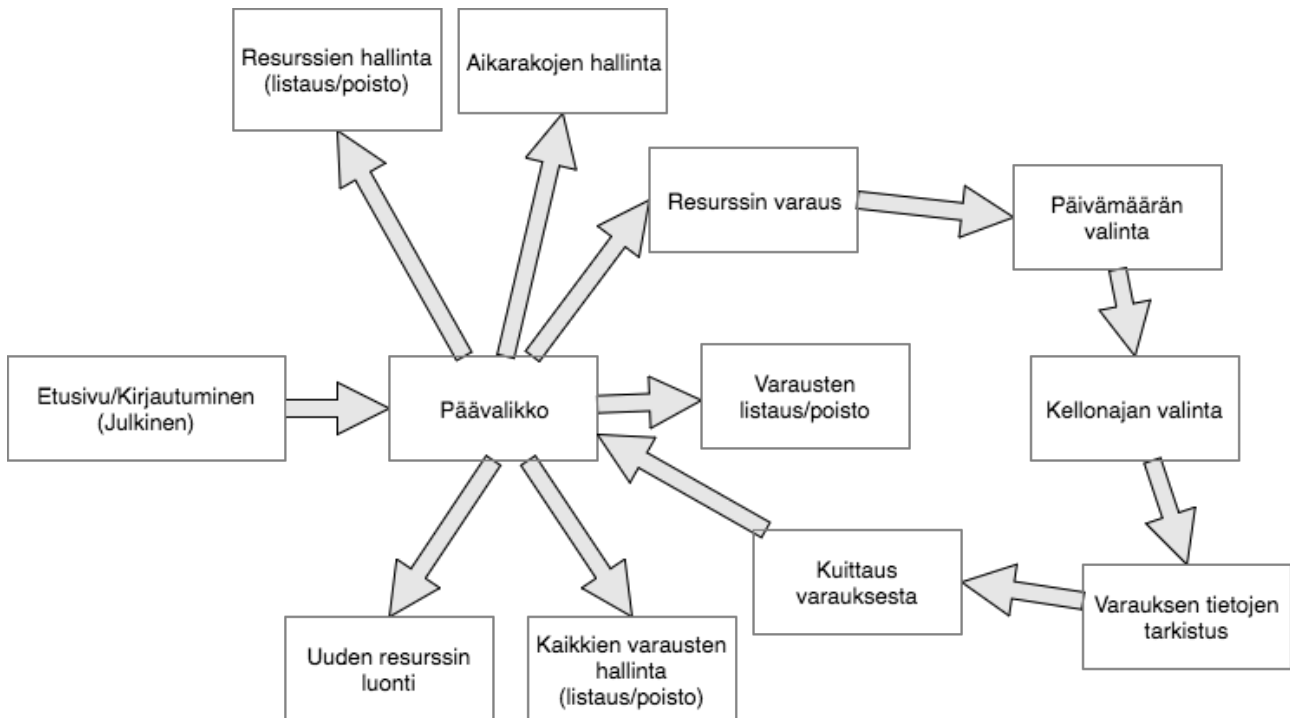 Resurssien hallinta
(listaus/poisto)
Aikarakojen hallinta
Resurssin varaus
Päivämäärän
valinta
Etusivu/Kirjautuminen
(Julkinen)
Päävalikko
Varausten
listaus/poisto
Kellonajan valinta
Kuittaus
varauksesta
Varauksen tietojen
tarkistus
Uuden resurssin
luonti
Kaikkien varausten
hallinta
(listaus/poisto)